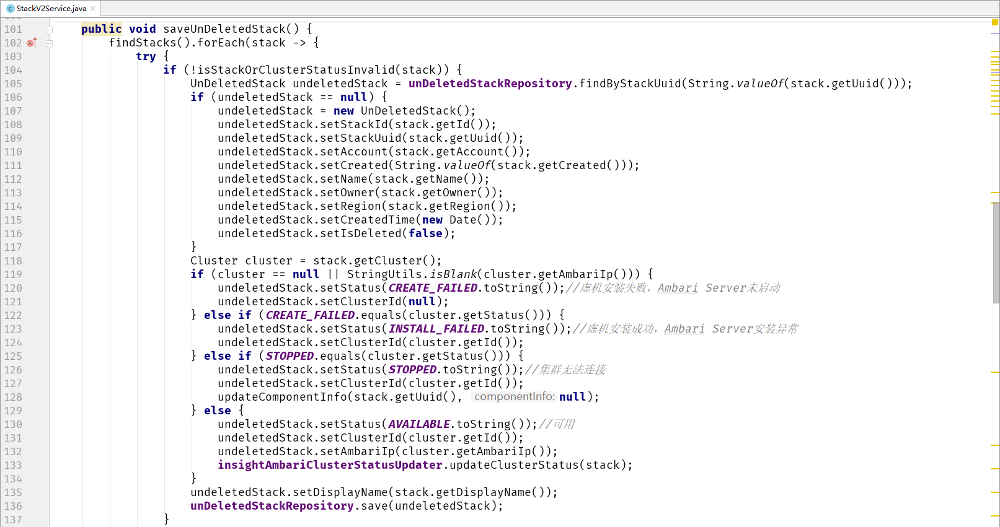 StackV2Service.java
101 public void saveUnDeletedStack() {
102 findStacks().forEach(stack -> {
103 try {
104 if (!isStackOrClusterStatusInvalid(stack)) {
105 UnDeletedStack undeletedStack = unDeletedStackRepository.findByStackUuid(String.valueOf(stack.getUuid()));
106 if (undeletedStack == null) {
107 undeletedStack = new UnDeletedStack();
108 undeletedStack.setStackId(stack.getId());
109 undeletedStack.setStackUuid(stack.getUuid());
110 undeletedStack.setAccount(stack.getAccount());
111 undeletedStack.setCreated(String.valueOf(stack.getCreated()));
112 undeletedStack.setName(stack.getName());
113 undeletedStack.setOwner(stack.getOwner());
114 undeletedStack.setRegion(stack.getRegion());
115 undeletedStack.setCreatedTime(new Date());
116 undeletedStack.setIsDeleted(false);
117 }
118 Cluster cluster = stack.getCluster();
119 if (cluster == null || StringUtils.isBlank(cluster.getAmbariIp())) {
120 undeletedStack.setStatus(CREATE_FAILED.toString());//虚机安装失败，Ambari Server未启动
121 undeletedStack.setClusterId(null);
122 } else if (CREATE_FAILED.equals(cluster.getStatus())) {
123 undeletedStack.setStatus(INSTALL_FAILED.toString());//虚机安装成功，Ambari Server安装异常
124 undeletedStack.setClusterId(cluster.getId());
125 } else if (STOPPED.equals(cluster.getStatus())) {
126 undeletedStack.setStatus(STOPPED.toString());//集群无法连接
127 undeletedStack.setClusterId(cluster.getId());
128 updateComponentInfo(stack.getUuid(), componentInfo: null);
129 } else {
130 undeletedStack.setStatus(AVAILABLE.toString());//可用
131 undeletedStack.setClusterId(cluster.getId());
132 undeletedStack.setAmbariIp(cluster.getAmbariIp());
133 insightAmbariClusterStatusUpdater.updateClusterStatus(stack);
134 }
135 undeletedStack.setDisplayName(stack.getDisplayName());
136 unDeletedStackRepository.save(undeletedStack);
137 }